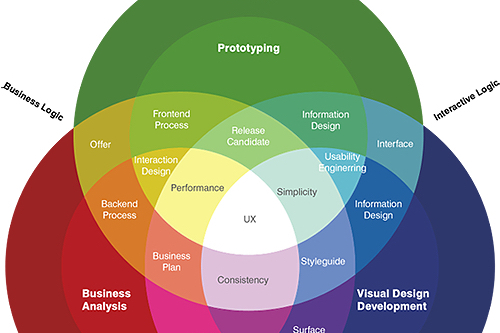 Prototyping
Business Logic
Interactive Logic
Frontend
Process
Information
Design
Release
Candidate
Offer
Interface
Interaction
Design
Usability
Enginerring
Performance
Simplicity
Backend
Process
Information
Design
UX
Business
Plan
Styleguide
Consistency
Business
Analysis
Visual Design
Development
Surface